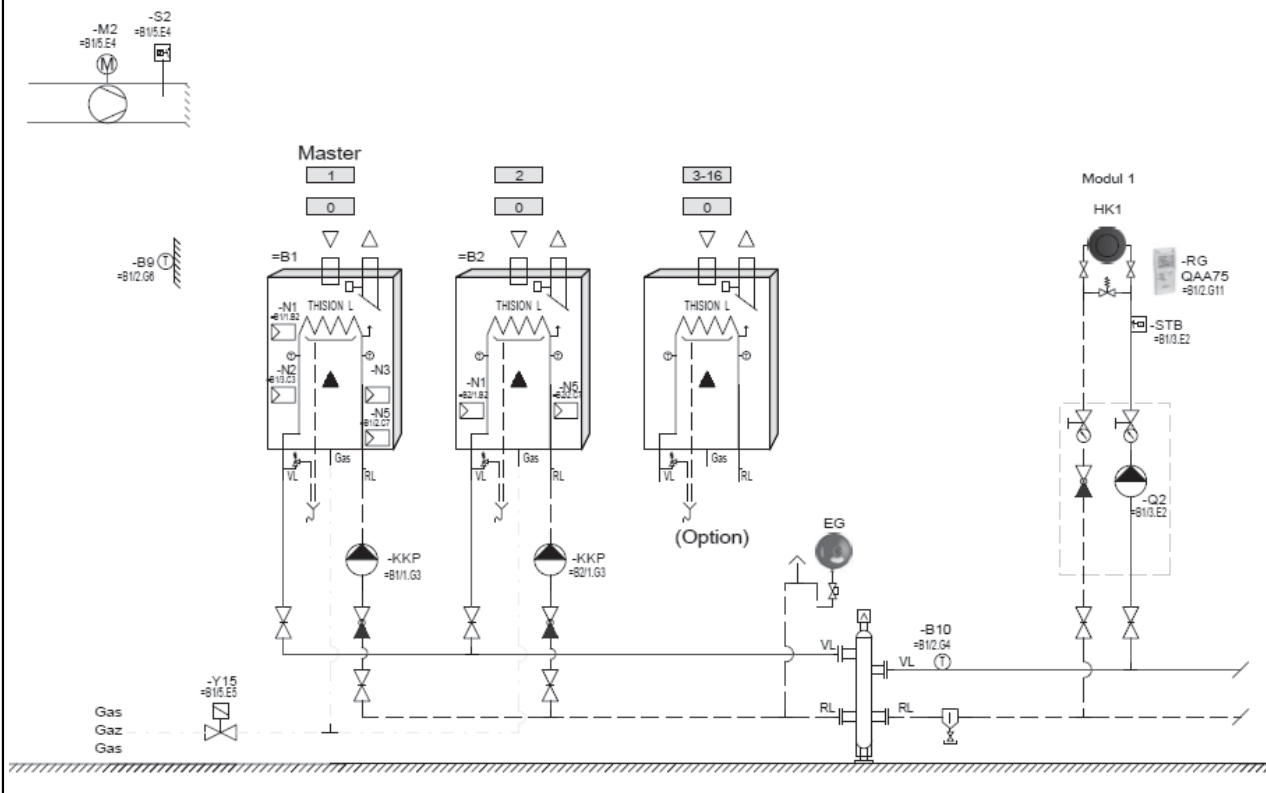 -S2
=B1/5.E4
-M2
=B1/5.E4
M
Master
1
2
3-16
0
0
0
Modul 1
HK1
-B9
T
=B1/2.G6
=B1
=B2
-RG
QAA75
=B1/2.G11
THISION L
THISION L
THISION L
-N1
=B1/1.B2
-STB
=B1/3.E2
T
T
T
T
T
T
-N2
=B1/3.C3
-N3
-N1
=B2/1.B2
-N5
=B2/2.C7
-N5
=B1/2.C7
Gas
Gas
Gas
VL
RL
VL
RL
VL
RL
-Q2
=B1/3.E2
(Option)
EG
-KKP
=B1/1.G3
-KKP
=B2/1.G3
-B10
=B1/2.G4
T
VL
VL
-Y15
=B1/5.E5
RL
RL
Gas
Gaz
Gas